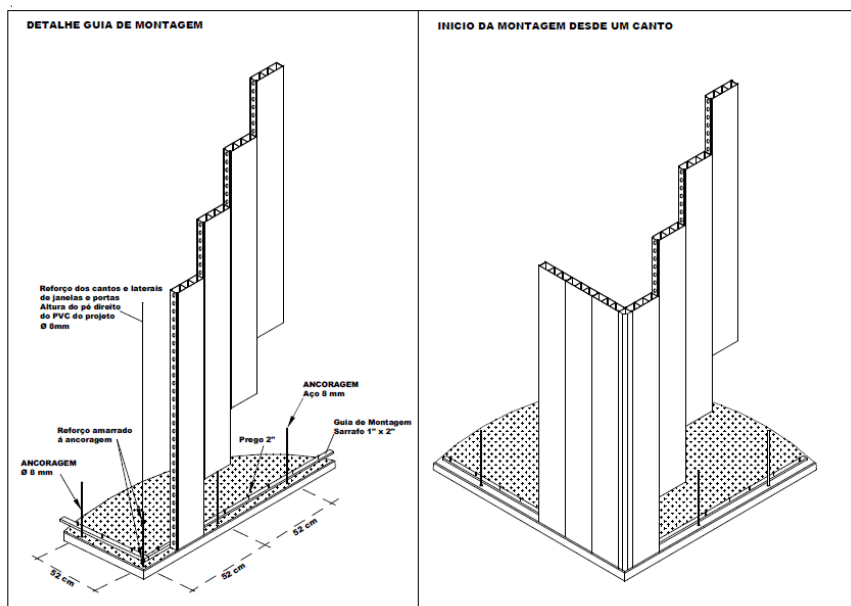 DETALHE GUIA DE MONTAGEM
INICIO DA MONTAGEM DESDE UM CANTO
Reforço dos cantos e laterais
de janelas e portas
Altura do pé direito
do PVC do projeto
Ø 8mm
ANCORAGEM
Aço 8 mm
Guia de Montagem
Sarrafo 1" x 2"
Reforço amarrado
á ancoragem
Prego 2"
ANCORAGEM
Ø 8 mm
52 cm
52 cm
52 cm